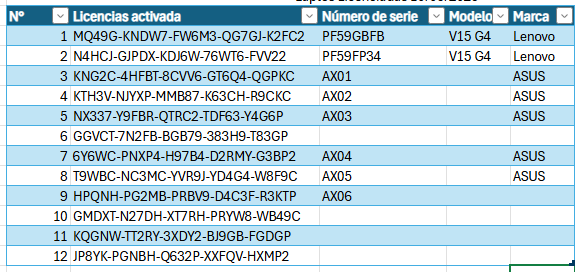 N° Licencias activada Número de serie Modelo Marca
1 MQ49G-KNDW7-FW6M3-QG7GJ-K2FC2 PF59GBFB V15 G4 Lenovo
2 N4HCJ-GJPDX-KDJ6W-76WT6-FVV22 PF59FP34 V15 G4 Lenovo
3 KNG2C-4HFBT-8CVV6-GT6Q4-QGPKC AX01 ASUS
4 KTH3V-NJYXP-MMB87-K63CH-R9CKC AX02 ASUS
5 NX337-Y9FBR-QTRC2-TDF63-Y4G6P AX03 ASUS
6 GGVCT-7N2FB-BGB79-383H9-T83GP
7 6Y6WC-PNXP4-H97B4-D2RMY-G3BP2 AX04 ASUS
8 T9WBC-NC3MC-YVR9J-YD4G4-W8F9C AX05 ASUS
9 HPQNH-PG2MB-PRBV9-D4C3F-R3KTP AX06
10 GMDXT-N27DH-XT7RH-PRYW8-WB49C
11 KQGNW-TT2RY-3XDY2-BJ9GB-FGDGP
12 JP8YK-PGNBH-Q632P-XXFQV-HXMP2